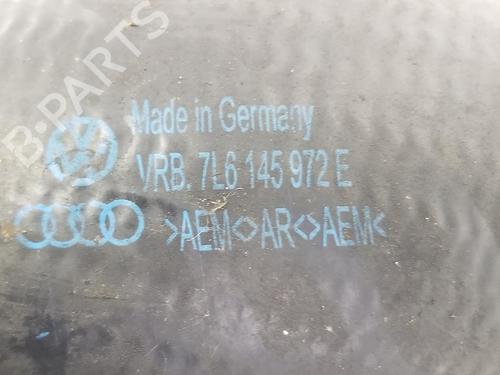 B-PARTS
Made in Germany
VRB. 7L6 145 972 E
>AEM<>AR<>AEM<